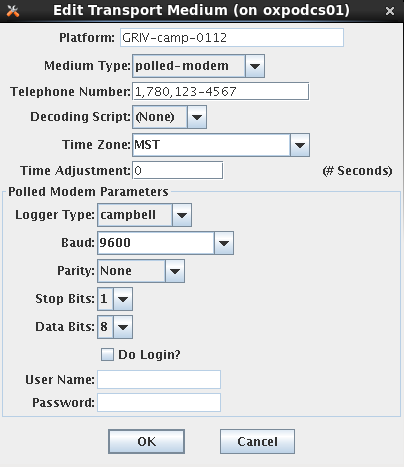 Edit Transport Medium (on oxpodcs01)
Platform: GRIV-camp-0112
Medium Type: polled-modem
Telephone Number: 1,780,123-4567
Decoding Script: (None)
Time Zone: MST
Time Adjustment: 0 (# Seconds)
Polled Modem Parameters
Logger Type: campbell
Baud: 9600
Parity: None
Stop Bits: 1
Data Bits: 8
Do Login?
User Name:
Password:
OK Cancel